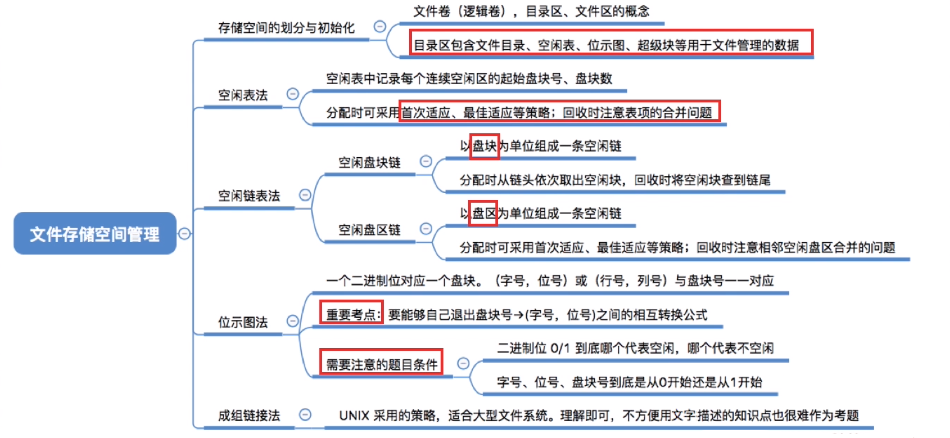 文件存储空间管理
存储空间的划分与初始化
文件卷（逻辑卷），目录区、文件区的概念
目录区包含文件目录、空闲表、位示图、超级块等用于文件管理的数据
空闲表法
空闲表中记录每个连续空闲区的起始盘块号、盘块数
分配时可采用首次适应、最佳适应等策略；回收时注意表项的合并问题
空闲链表法
空闲盘块链
以盘块为单位组成一条空闲链
分配时从链头依次取出空闲块，回收时将空闲块查到链尾
空闲盘区链
以盘区为单位组成一条空闲链
分配时可采用首次适应、最佳适应等策略；回收时注意相邻空闲盘区合并的问题
位示图法
一个二进制位对应一个盘块。（字号，位号）或（行号，列号）与盘块号一一对应
重要考点：要能够自己退出盘块号→(字号，位号)之间的相互转换公式
需要注意的题目条件
二进制位 0/1 到底哪个代表空闲，哪个代表不空闲
字号、位号、盘块号到底是从0开始还是从1开始
成组链接法
UNIX 采用的策略，适合大型文件系统。理解即可，不方便用文字描述的知识点也很难作为考题